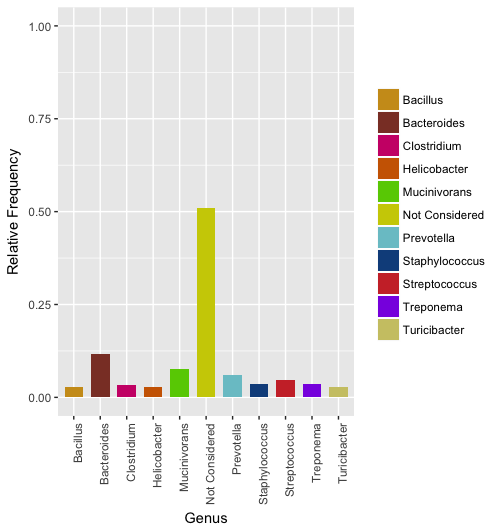 1.00
0.75
0.50
0.25
0.00
Relative Frequency
Bacillus
Bacteroides
Clostridium
Helicobacter
Mucinivorans
Not Considered
Prevotella
Staphylococcus
Streptococcus
Treponema
Turicibacter
Genus
Bacillus
Bacteroides
Clostridium
Helicobacter
Mucinivorans
Not Considered
Prevotella
Staphylococcus
Streptococcus
Treponema
Turicibacter